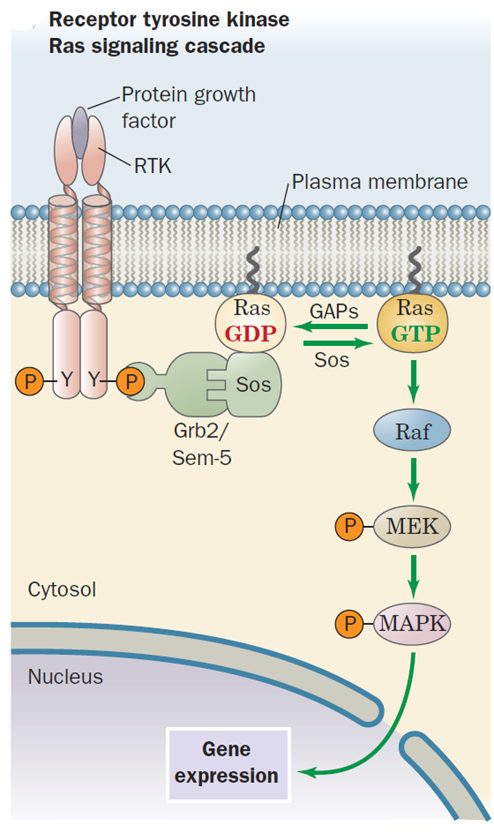 Receptor tyrosine kinase
Ras signaling cascade
Protein growth
factor
RTK
Plasma membrane
Ras
GDP
GAPs
Sos
Ras
GTP
P
Y
Y
P
Sos
Grb2/
Sem-5
Raf
P
MEK
Cytosol
P
MAPK
Nucleus
Gene
expression